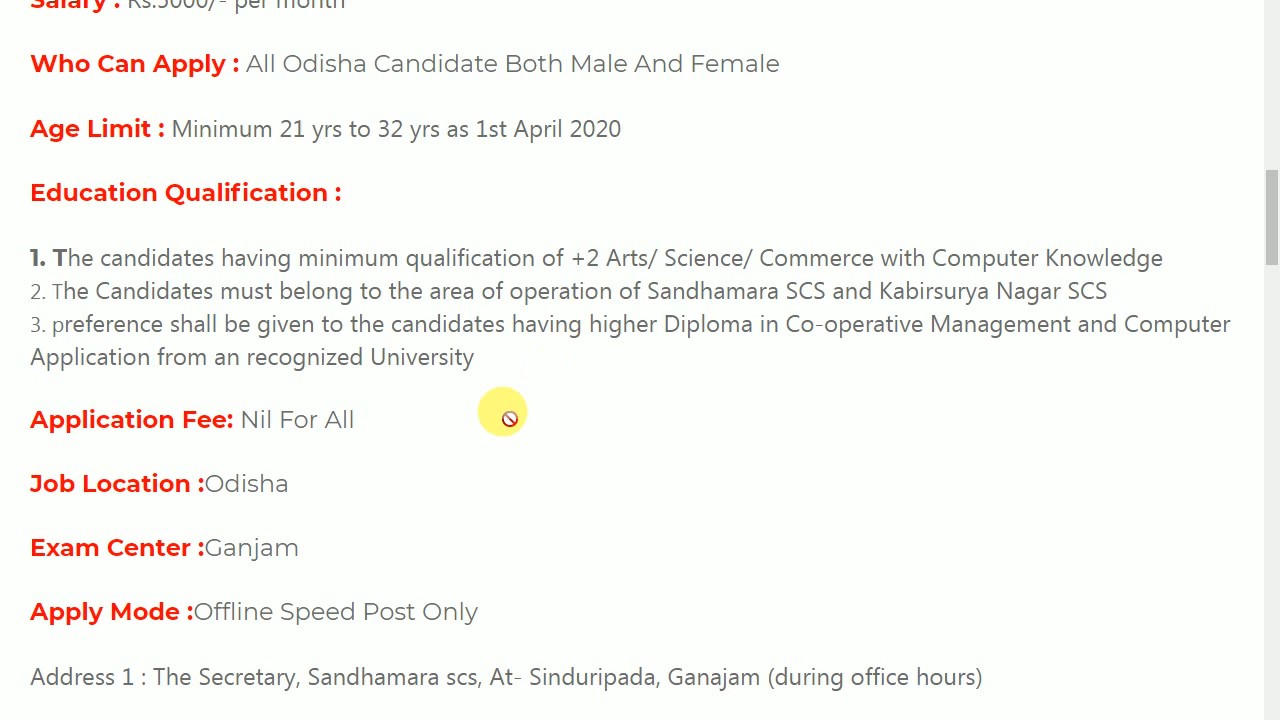 Salary : Rs.5000/- per month
Who Can Apply : All Odisha Candidate Both Male And Female
Age Limit : Minimum 21 yrs to 32 yrs as 1st April 2020
Education Qualification :
1. The candidates having minimum qualification of +2 Arts/ Science/ Commerce with Computer Knowledge
2. The Candidates must belong to the area of operation of Sandhamara SCS and Kabirsurya Nagar SCS
3. preference shall be given to the candidates having higher Diploma in Co-operative Management and Computer
Application from an recognized University
Application Fee: Nil For All
Job Location :Odisha
Exam Center :Ganjam
Apply Mode :Offline Speed Post Only
Address 1 : The Secretary, Sandhamara scs, At- Sinduripada, Ganajam (during office hours)